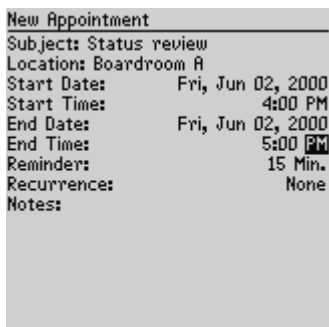 New Appointment
Subject: Status review
Location: Boardroom A
Start Date: Fri, Jun 02, 2000
Start Time: 4:00 PM
End Date: Fri, Jun 02, 2000
End Time: 5:00 PM
Reminder: 15 Min.
Recurrence: None
Notes: